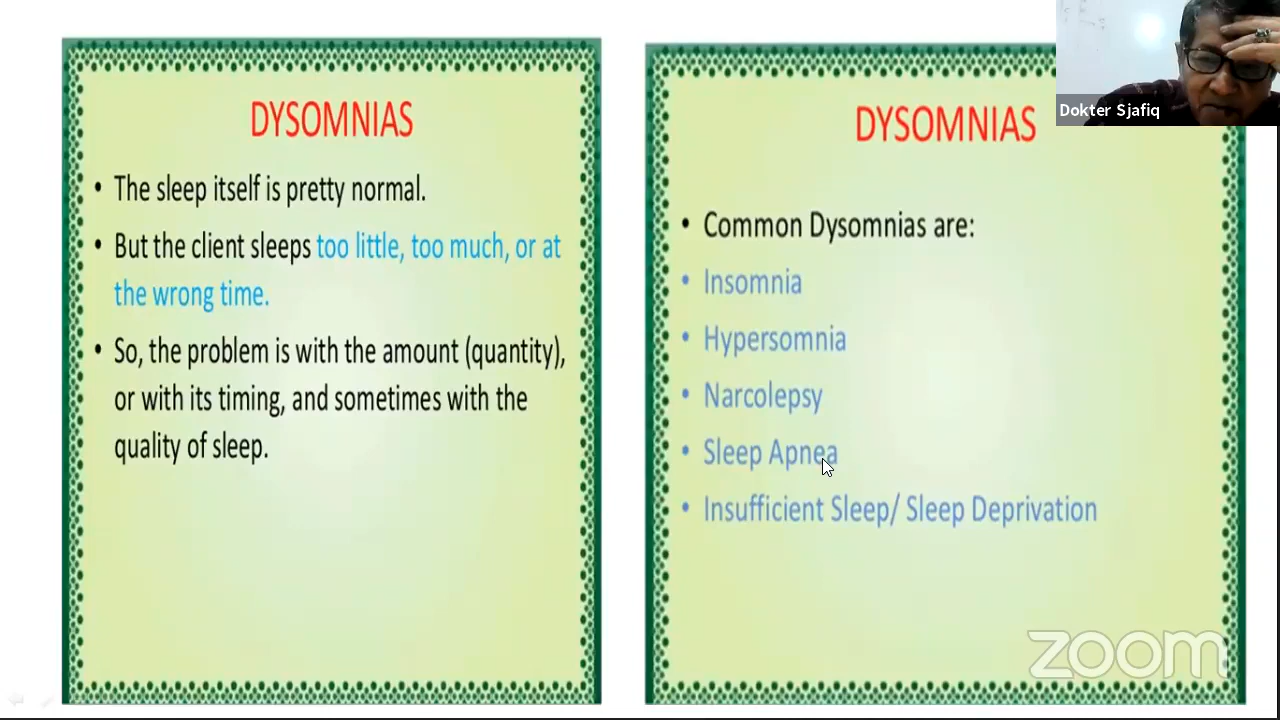 DYSOMNIAS
• The sleep itself is pretty normal.
• But the client sleeps too little, too much, or at
the wrong time.
• So, the problem is with the amount (quantity),
or with its timing, and sometimes with the
quality of sleep.
DYSOMNIAS
• Common Dysomnias are:
• Insomnia
• Hypersomnia
• Narcolepsy
• Sleep Apnea
• Insufficient Sleep/ Sleep Deprivation
Dokter Sjafiq
zoom